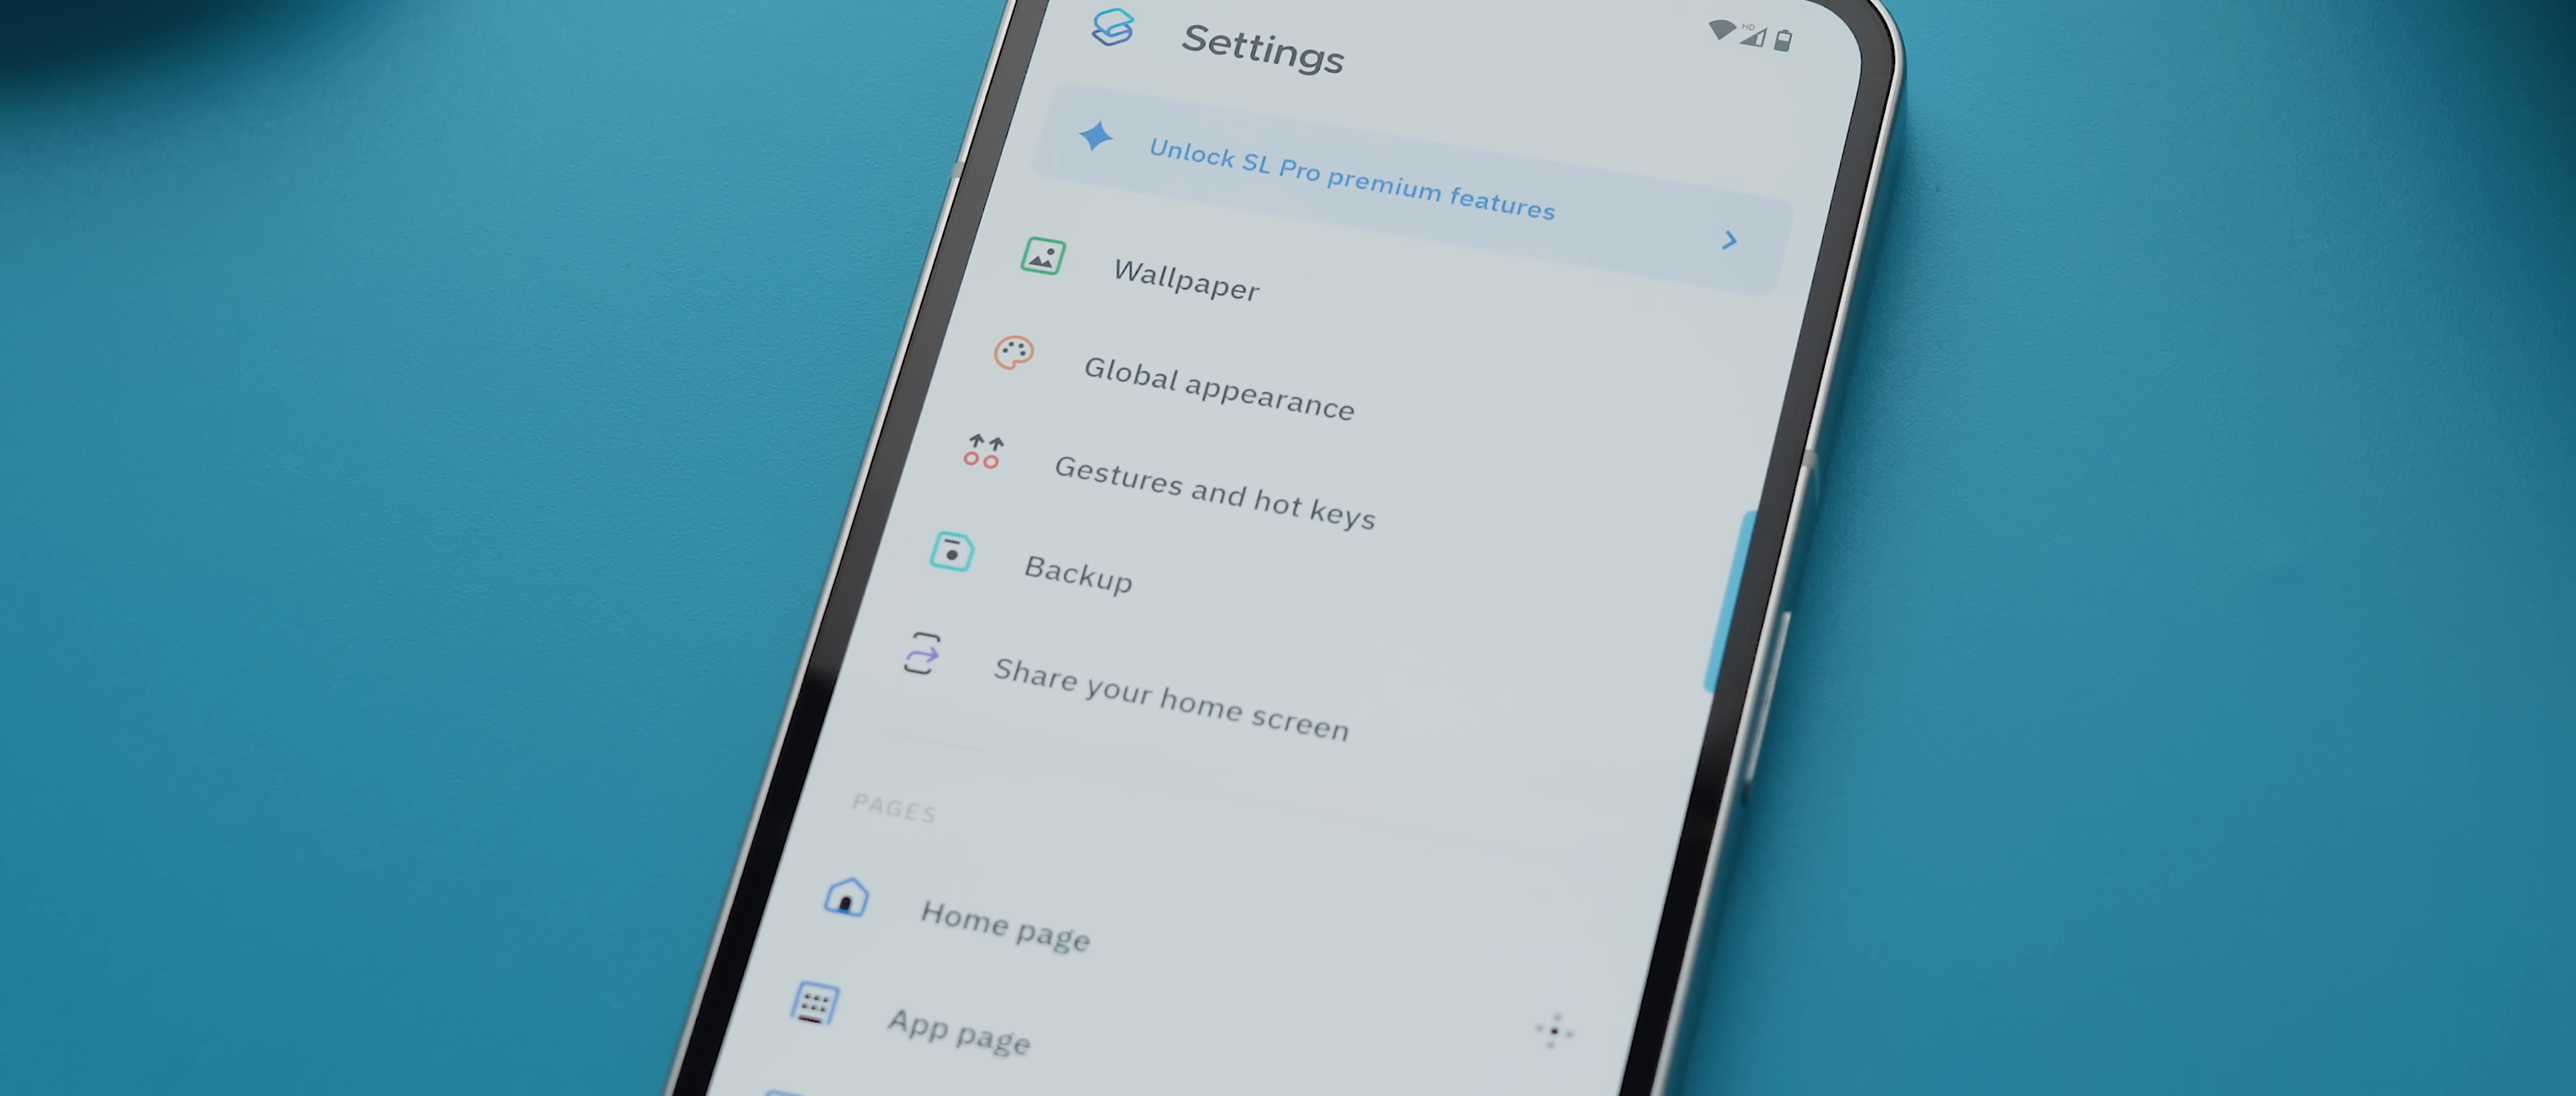 HD
Settings
Unlock SL Pro premium features
Wallpaper
Global appearance
Gestures and hot keys
Backup
Share your home screen
PAGES
Home page
App page